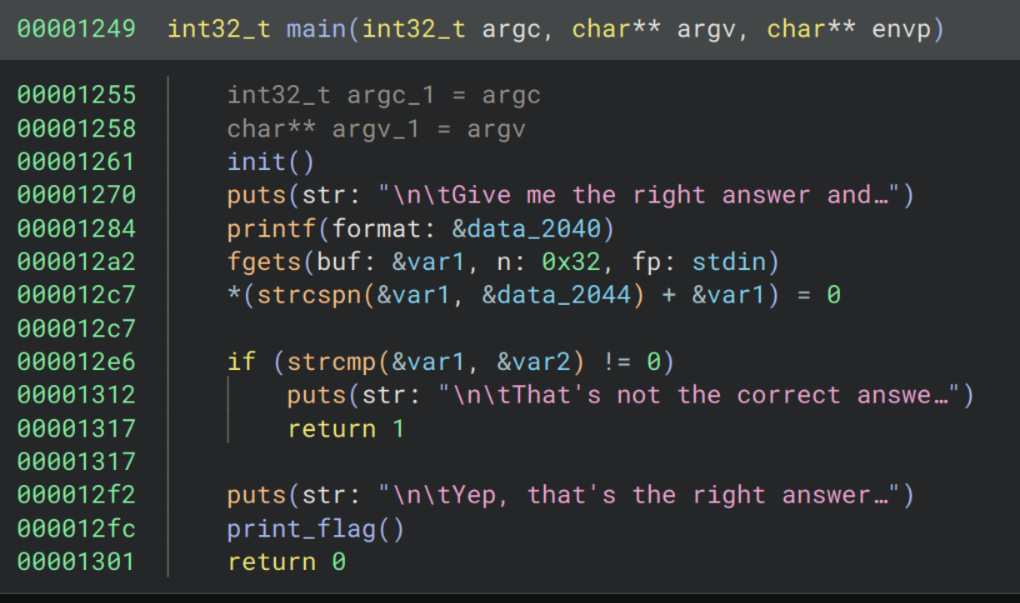 00001249 int32_t main(int32_t argc, char** argv, char** envp)
00001255 int32_t argc_1 = argc
00001258 char** argv_1 = argv
00001261 init()
00001270 puts(str: "\n\tGive me the right answer and…")
00001284 printf(format: &data_2040)
000012a2 fgets(buf: &var1, n: 0x32, fp: stdin)
000012c7 *(strcspn(&var1, &data_2044) + &var1) = 0
000012c7
000012e6 if (strcmp(&var1, &var2) != 0)
00001312 puts(str: "\n\tThat's not the correct answe…")
00001317 return 1
00001317
000012f2 puts(str: "\n\tYep, that's the right answer…")
000012fc print_flag()
00001301 return 0